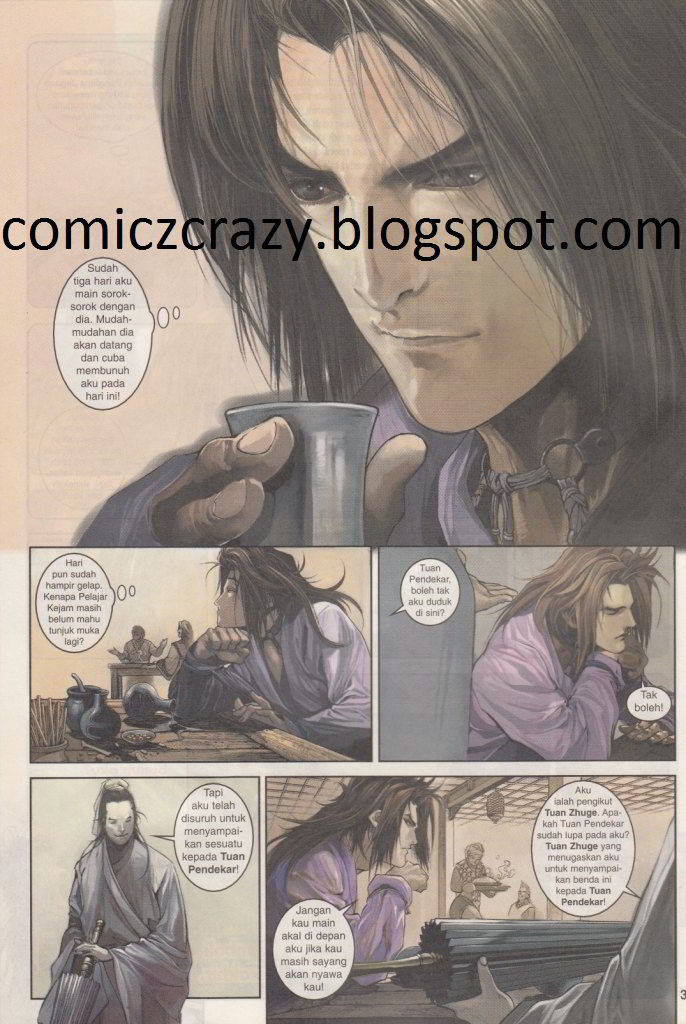 comiczcrazy.blogspot.com
Sudah
tiga hari aku
main sorok-
sorok dengan
dia. Mudah-
mudahan dia
akan datang
dan cuba
membunuh
aku pada
hari ini!
Hari
pun sudah
hampir gelap.
Kenapa Pelajar
Kejam masih
belum mahu
tunjuk muka
lagi?
Tuan
Pendekar,
boleh tak
aku duduk
di sini?
Tak
boleh!
Tapi
aku telah
disuruh untuk
menyampai-
kan sesuatu
kepada Tuan
Pendekar!
Aku
ialah pengikut
Tuan Zhuge. Apa-
kah Tuan Pendekar
sudah lupa pada aku?
Tuan Zhuge yang
menugaskan aku
untuk menyampai-
kan benda ini
kepada Tuan
Pendekar!
Jangan
kau main
akal di depan
aku jika kau
masih sayang
akan nyawa
kau!
3